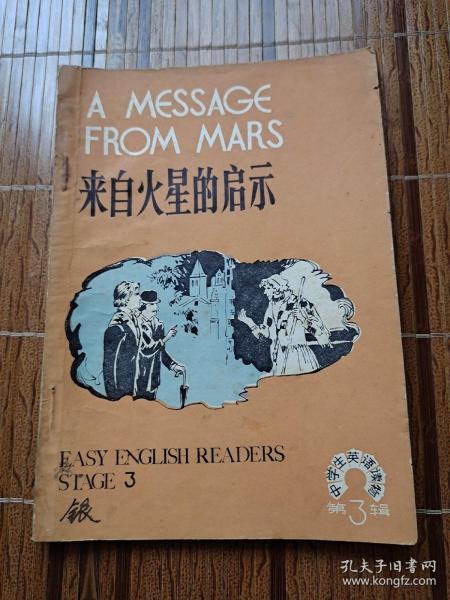 A MESSAGE
FROM MARS
来自火星的启示
EASY ENGLISH READERS
STAGE 3
银
中学生英语读物
第3辑
孔夫子旧书网
www.kongfz.com